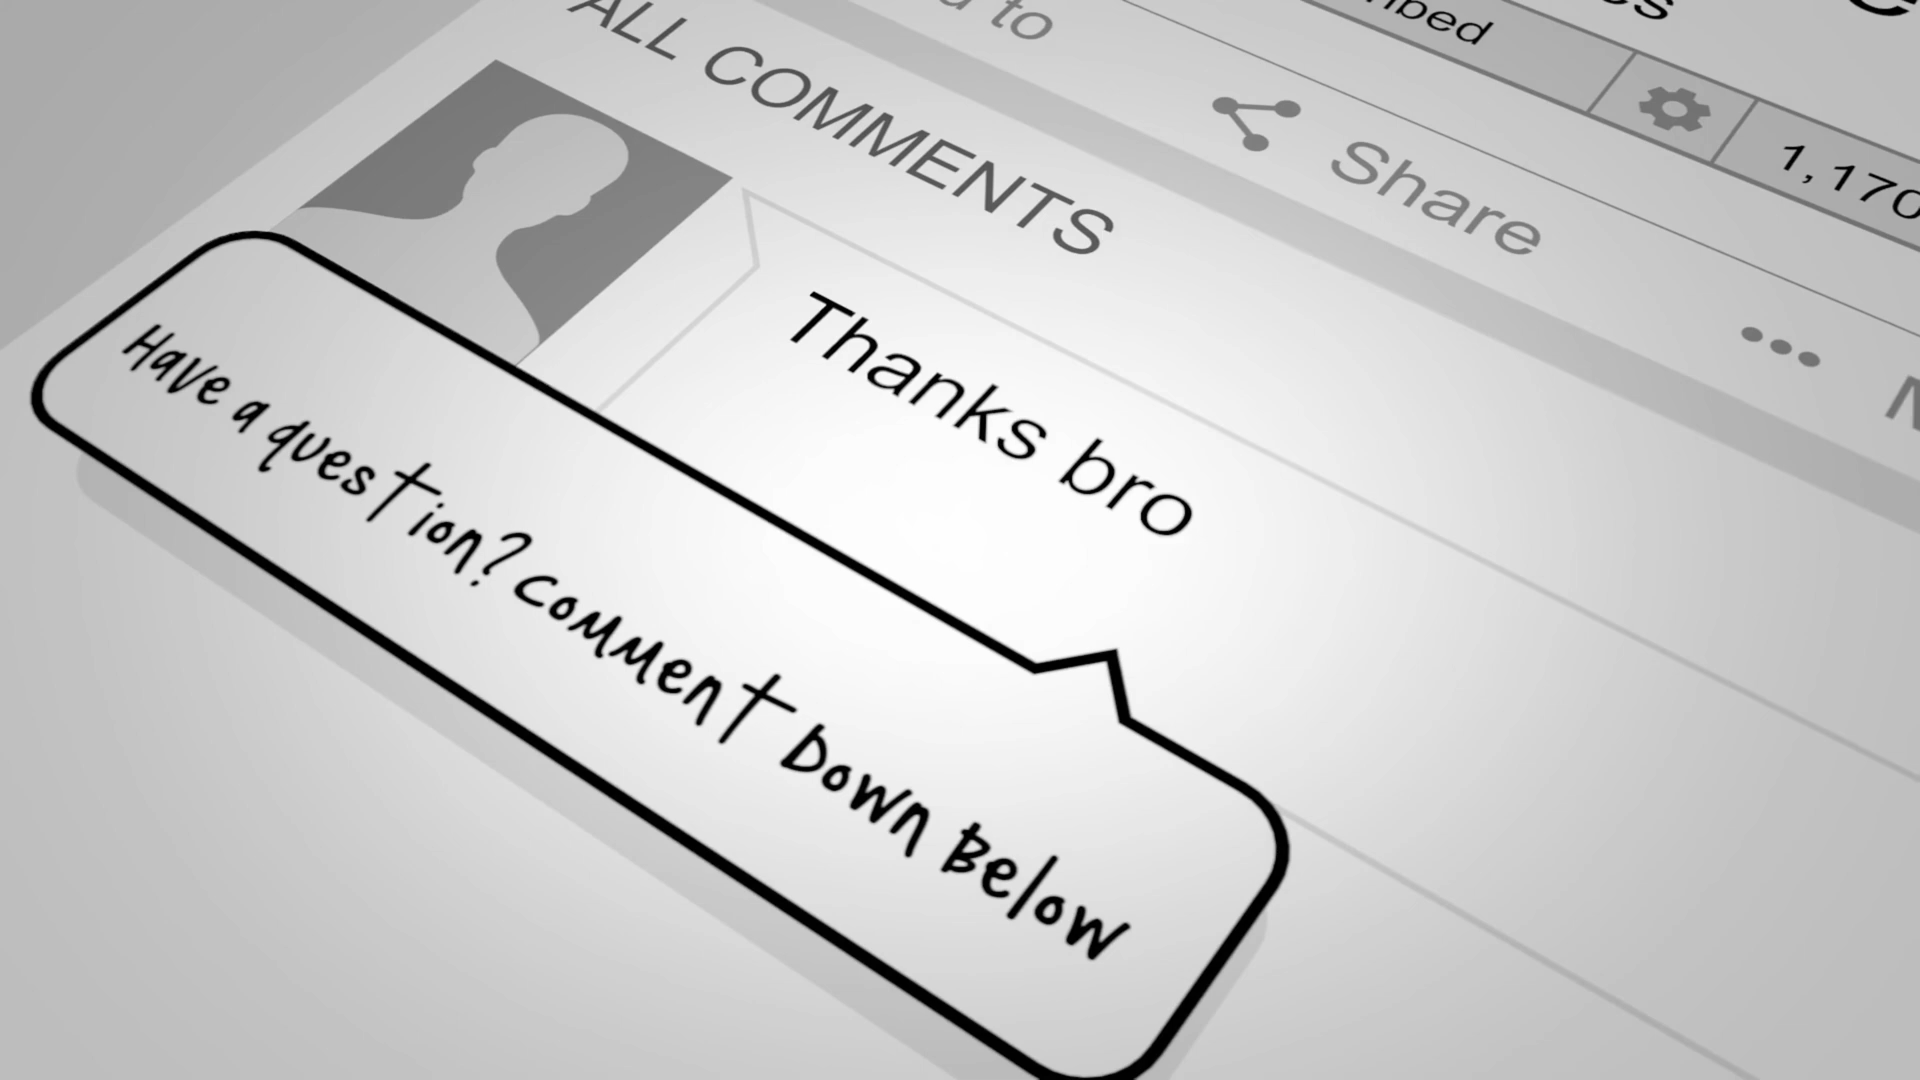 1,170
Share
ALL COMMENTS
Thanks bro
Have a question? Comment Down Below